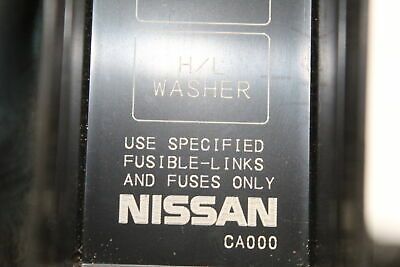 H/L
WASHER
USE SPECIFIED
FUSIBLE-LINKS
AND FUSES ONLY
NISSAN
CA000